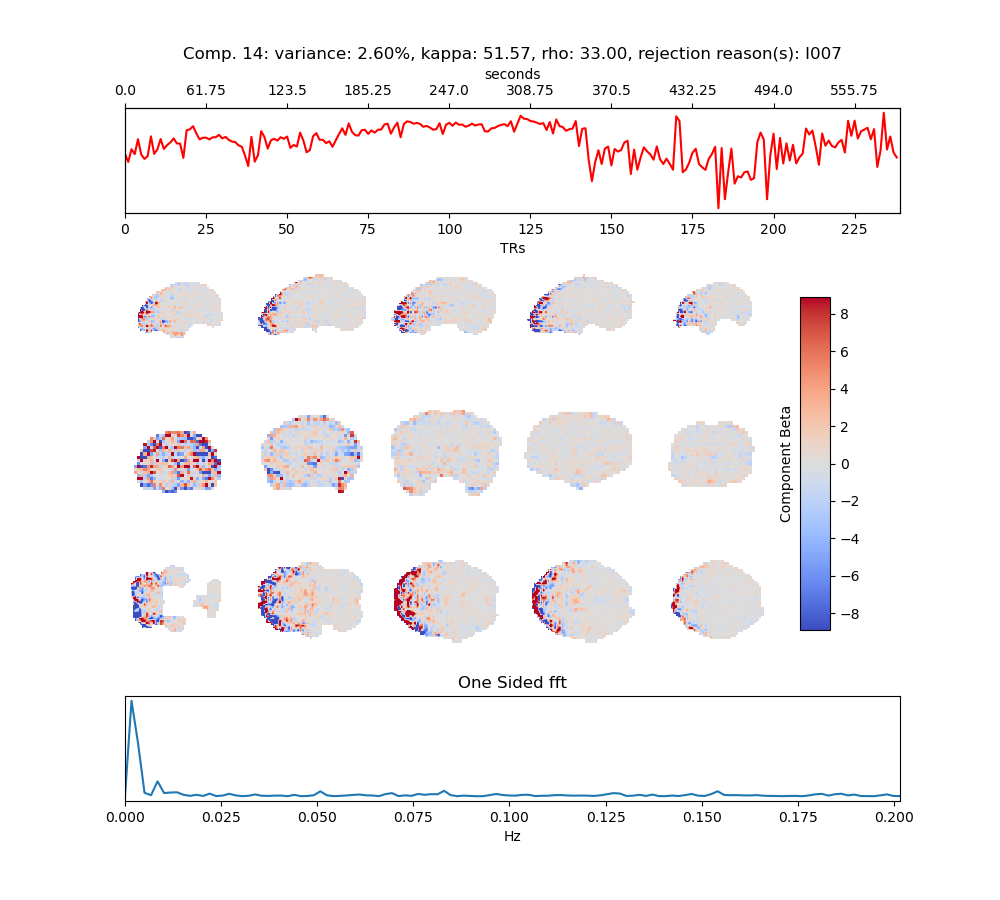 Comp. 14: variance: 2.60%, kappa: 51.57, rho: 33.00, rejection reason(s): I007
seconds
0.0 61.75 123.5 185.25 247.0 308.75 370.5 432.25 494.0 555.75
0 25 50 75 100 125 150 175 200 225
TRs
8
6
4
2
0
−2
−4
−6
−8
Component Beta
One Sided fft
0.000 0.025 0.050 0.075 0.100 0.125 0.150 0.175 0.200
Hz